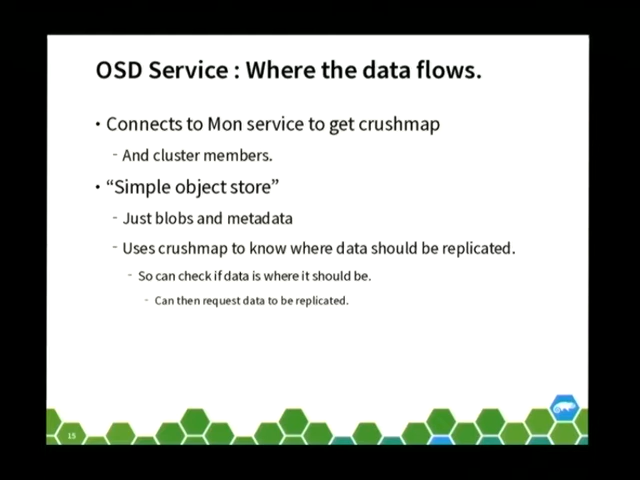 OSD Service : Where the data flows.
• Connects to Mon service to get crushmap
- And cluster members.
• “Simple object store”
- Just blobs and metadata
- Uses crushmap to know where data should be replicated.
- So can check if data is where it should be.
- Can then request data to be replicated.
15